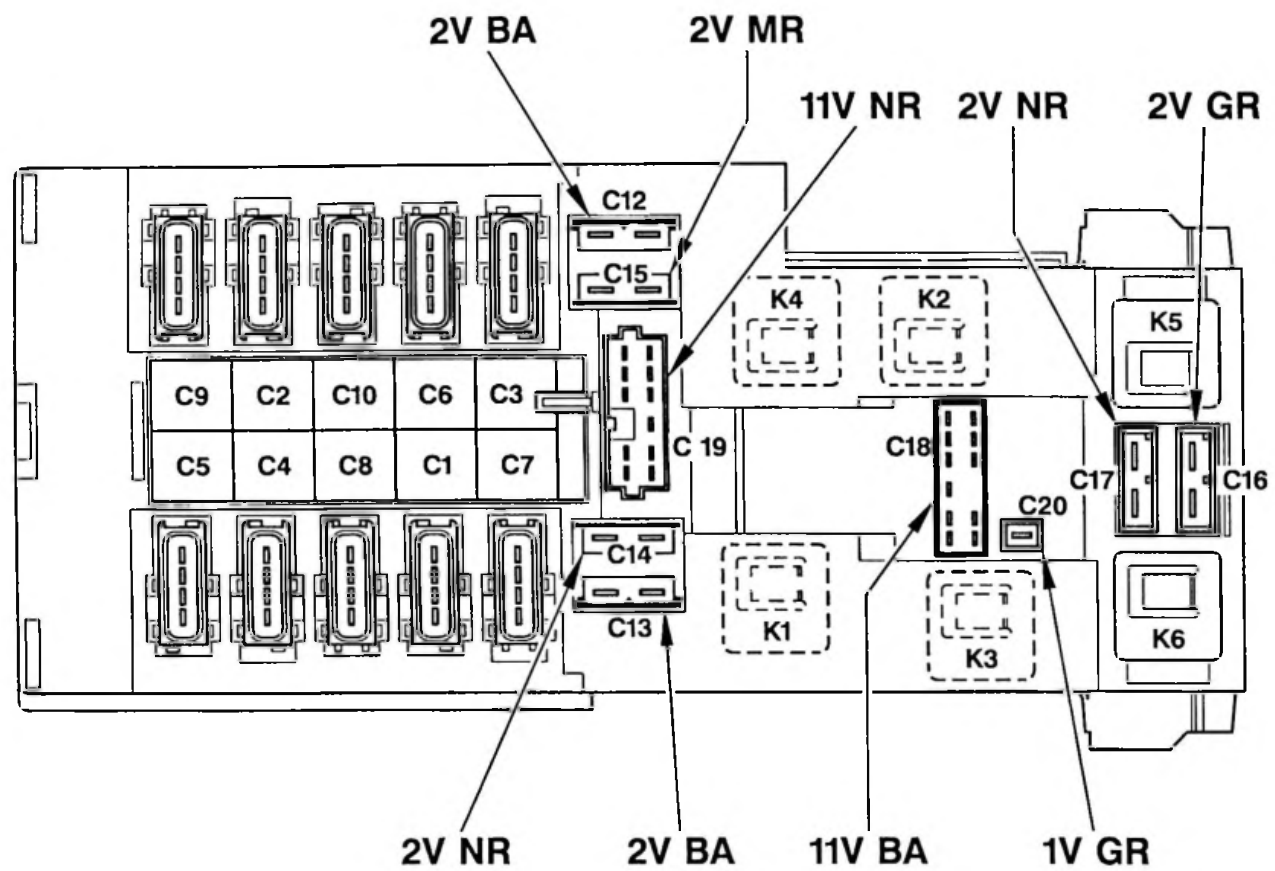 2V BA 2V MR
11V NR 2V NR 2V GR
C12
C15
K4 K2
K5
C9 C2 C10 C6 C3
C 19 C18
C5 C4 C8 C1 C7
C17 C16
C20
C14
C13
K1
K3
K6
2V NR 2V BA 11V BA 1V GR